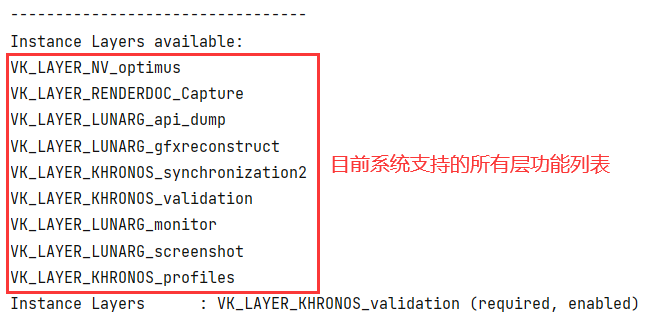 ---------------------------------
Instance Layers available:
VK_LAYER_NV_optimus
VK_LAYER_RENDERDOC_Capture
VK_LAYER_LUNARG_api_dump
VK_LAYER_LUNARG_gfxreconstruct
VK_LAYER_KHRONOS_synchronization2
目前系统支持的所有层功能列表
VK_LAYER_KHRONOS_validation
VK_LAYER_LUNARG_monitor
VK_LAYER_LUNARG_screenshot
VK_LAYER_KHRONOS_profiles
Instance Layers : VK_LAYER_KHRONOS_validation (required, enabled)